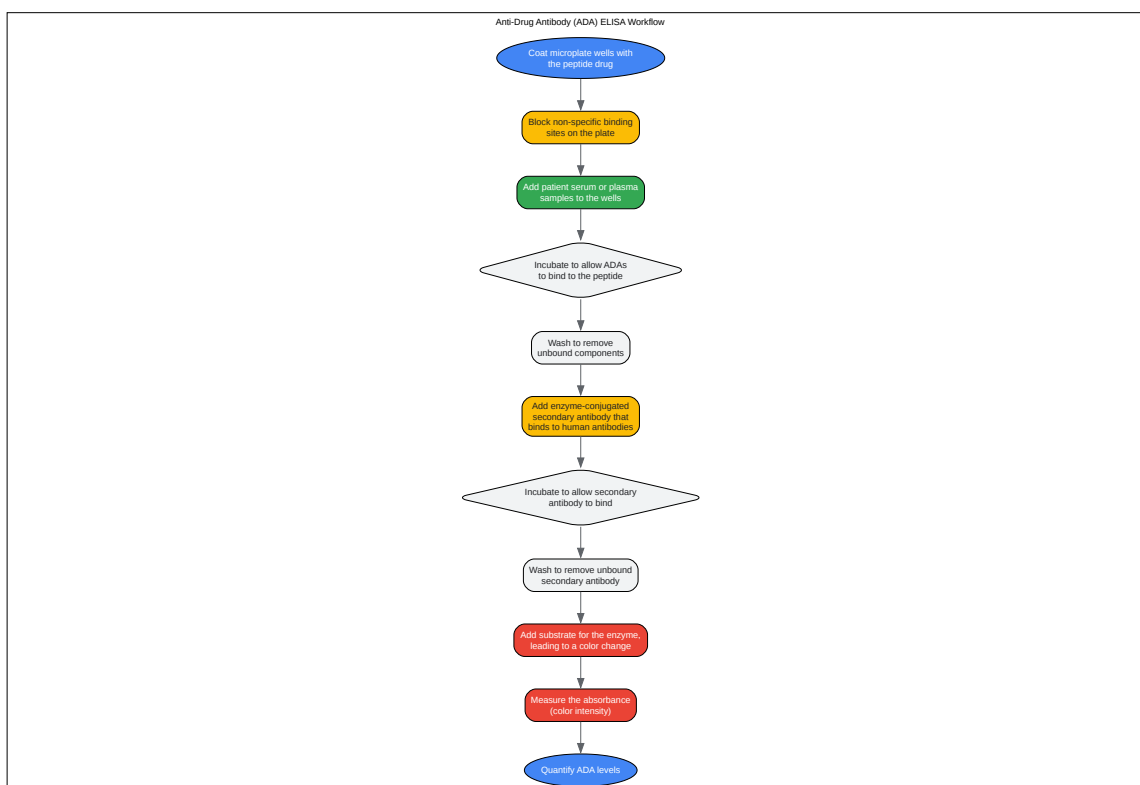 Anti-Drug Antibody (ADA) ELISA Workflow
Coat microplate wells with
the peptide drug
Block non-specific binding
sites on the plate
Add patient serum or plasma
samples to the wells
Incubate to allow ADAs
to bind to the peptide
Wash to remove
unbound components
Add enzyme-conjugated
secondary antibody that
binds to human antibodies
Incubate to allow secondary
antibody to bind
Wash to remove unbound
secondary antibody
Add substrate for the enzyme,
leading to a color change
Measure the absorbance
(color intensity)
Quantify ADA levels